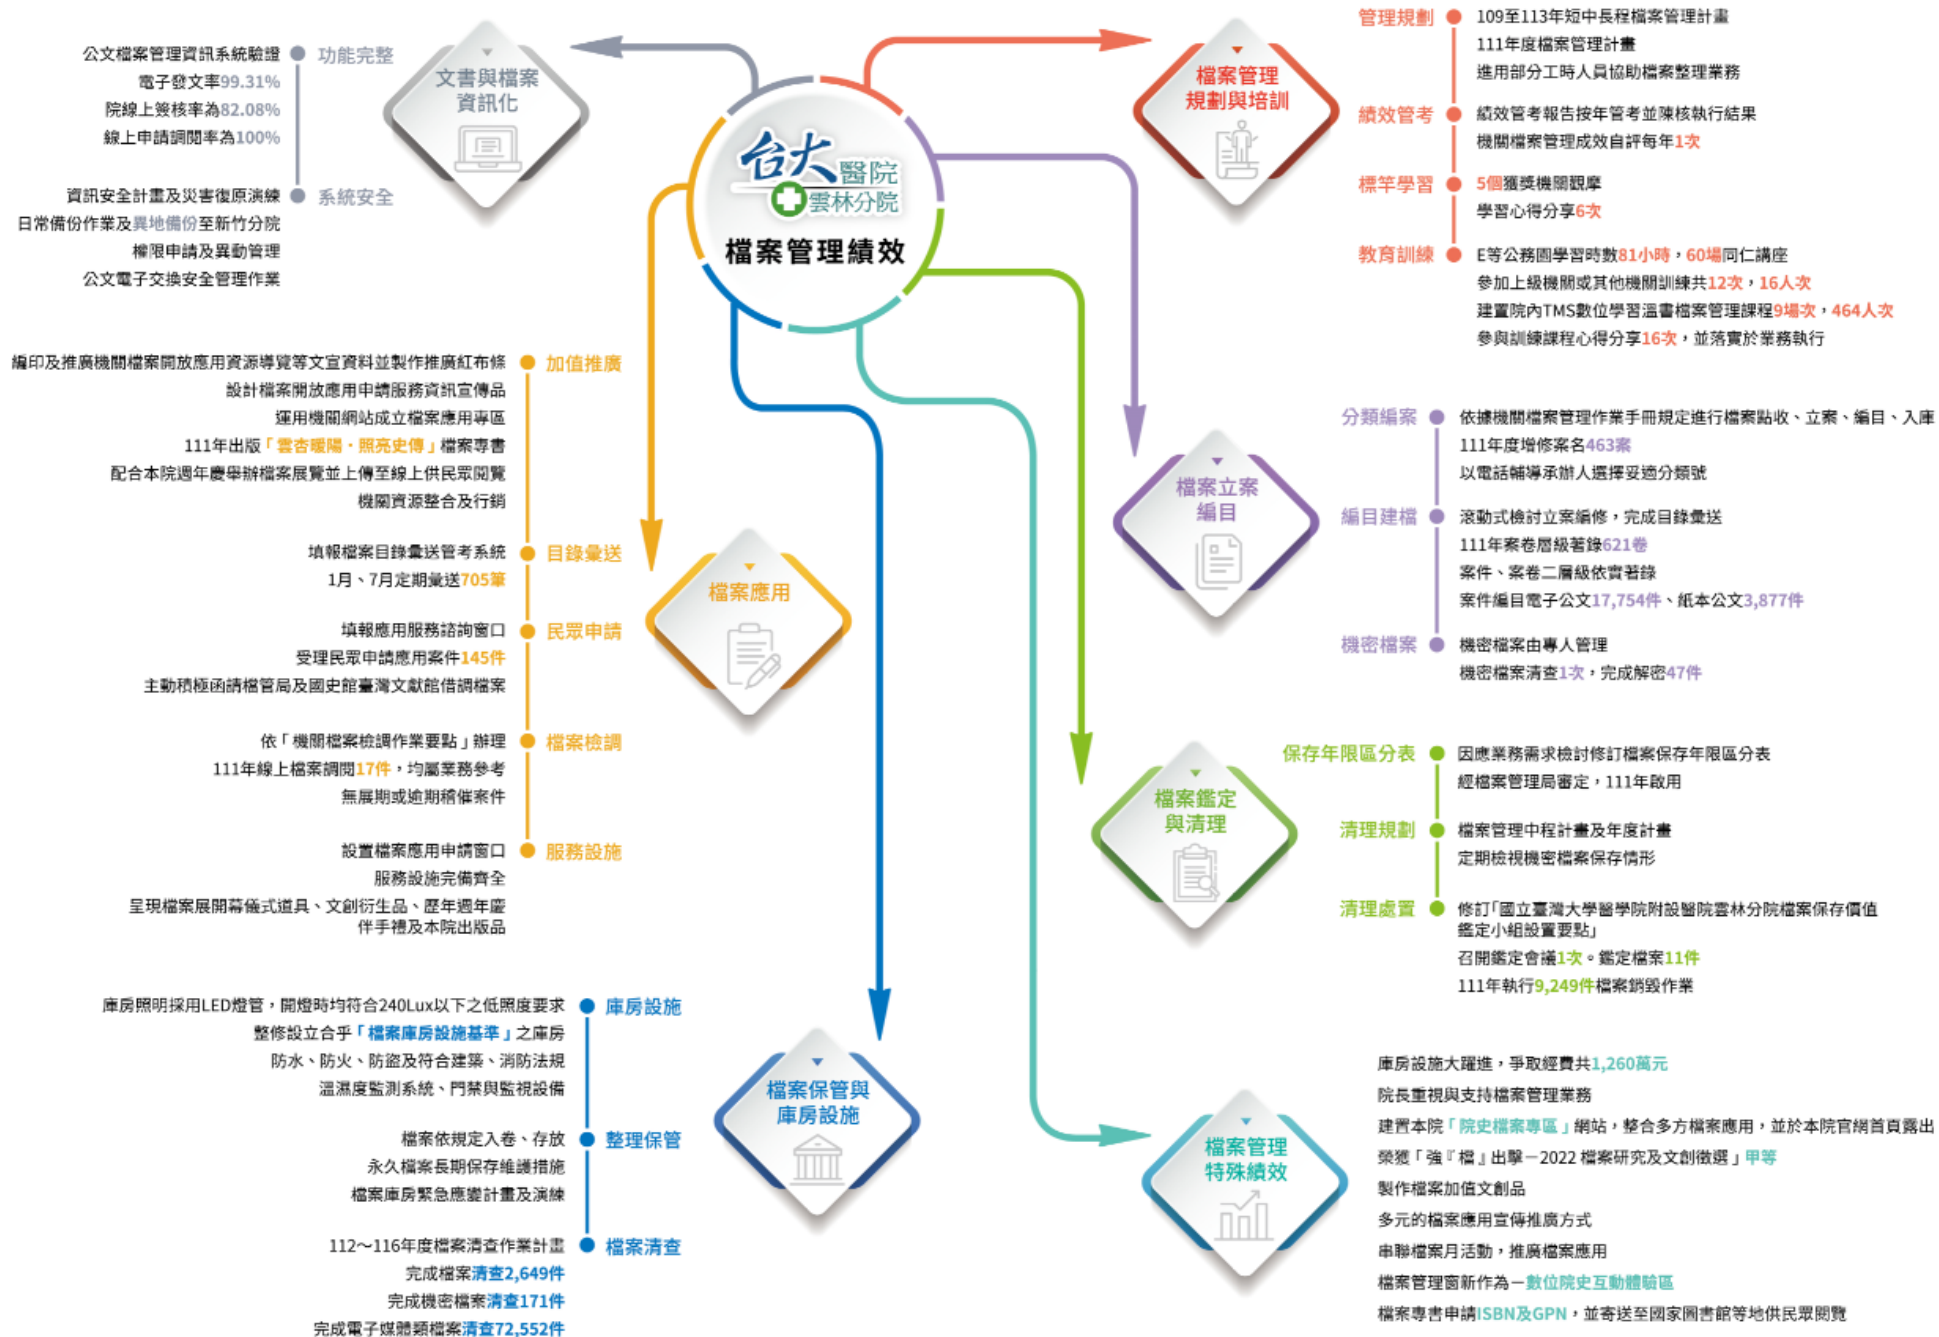 台大醫院
雲林分院
檔案管理績效
文書與檔案
資訊化
功能完整
公文檔案管理資訊系統驗證
電子發文率99.31%
院線上簽核率為82.08%
線上申請調閱率為100%
系統安全
資訊安全計畫及災害復原演練
日常備份作業及異地備份至新竹分院
權限申請及異動管理
公文電子交換安全管理作業
檔案管理
規劃與培訓
管理規劃
109至113年短中長程檔案管理計畫
111年度檔案管理計畫
進用部分工時人員協助檔案整理業務
績效管考
績效管考報告按年管考並陳核執行結果
機關檔案管理成效自評每年1次
標竿學習
5個獲獎機關觀摩
學習心得分享6次
教育訓練
E等公務園學習時數81小時，60場同仁講座
參加上級機關或其他機關訓練共12次，16人次
建置院內TMS數位學習溫書檔案管理課程9場次，464人次
參與訓練課程心得分享16次，並落實於業務執行
檔案立案
編目
分類編案
依據機關檔案管理作業手冊規定進行檔案點收、立案、編目、入庫
111年度增修案名463案
以電話輔導承辦人選擇妥適分類號
編目建檔
滾動式檢討立案編修，完成目錄彙送
111年案卷層級著錄621卷
案件、案卷二層級依實著錄
案件編目電子公文17,754件、紙本公文3,877件
機密檔案
機密檔案由專人管理
機密檔案清查1次，完成解密47件
檔案應用
加值推廣
編印及推廣機關檔案開放應用資源導覽等文宣資料並製作推廣紅布條
設計檔案開放應用申請服務資訊宣傳品
運用機關網站成立檔案應用專區
111年出版「雲杏暖陽・照亮史傳」檔案專書
配合本院週年慶舉辦檔案展覽並上傳至線上供民眾閱覽
機關資源整合及行銷
目錄彙送
填報檔案目錄彙送管考系統
1月、7月定期彙送705筆
民眾申請
填報應用服務諮詢窗口
受理民眾申請應用案件145件
主動積極函請檔管局及國史館臺灣文獻館借調檔案
檔案檢調
依「機關檔案檢調作業要點」辦理
111年線上檔案調閱17件，均屬業務參考
無展期或逾期稽催案件
服務設施
設置檔案應用申請窗口
服務設施完備齊全
呈現檔案展開幕儀式道具、文創衍生品、歷年週年慶
伴手禮及本院出版品
檔案鑑定
與清理
保存年限區分表
因應業務需求檢討修訂檔案保存年限區分表
經檔案管理局審定，111年啟用
清理規劃
檔案管理中程計畫及年度計畫
定期檢視機密檔案保存情形
清理處置
修訂「國立臺灣大學醫學院附設醫院雲林分院檔案保存價值
鑑定小組設置要點」
召開鑑定會議1次。鑑定檔案11件
111年執行9,249件檔案銷毀作業
檔案保管與
庫房設施
庫房設施
庫房照明採用LED燈管，開燈時均符合240Lux以下之低照度要求
整修設立合乎「檔案庫房設施基準」之庫房
防水、防火、防盜及符合建築、消防法規
溫濕度監測系統、門禁與監視設備
整理保管
檔案依規定入卷、存放
永久檔案長期保存維護措施
檔案庫房緊急應變計畫及演練
檔案清查
112～116年度檔案清查作業計畫
完成檔案清查2,649件
完成機密檔案清查171件
完成電子媒體類檔案清查72,552件
檔案管理
特殊績效
庫房設施大躍進，爭取經費共1,260萬元
院長重視與支持檔案管理業務
建置本院「院史檔案專區」網站，整合多方檔案應用，並於本院官網首頁露出
榮獲「強『檔』出擊－2022 檔案研究及文創徵選」甲等
製作檔案加值文創品
多元的檔案應用宣傳推廣方式
串聯檔案月活動，推廣檔案應用
檔案管理窗新作為－數位院史互動體驗區
檔案專書申請ISBN及GPN，並寄送至國家圖書館等地供民眾閱覽